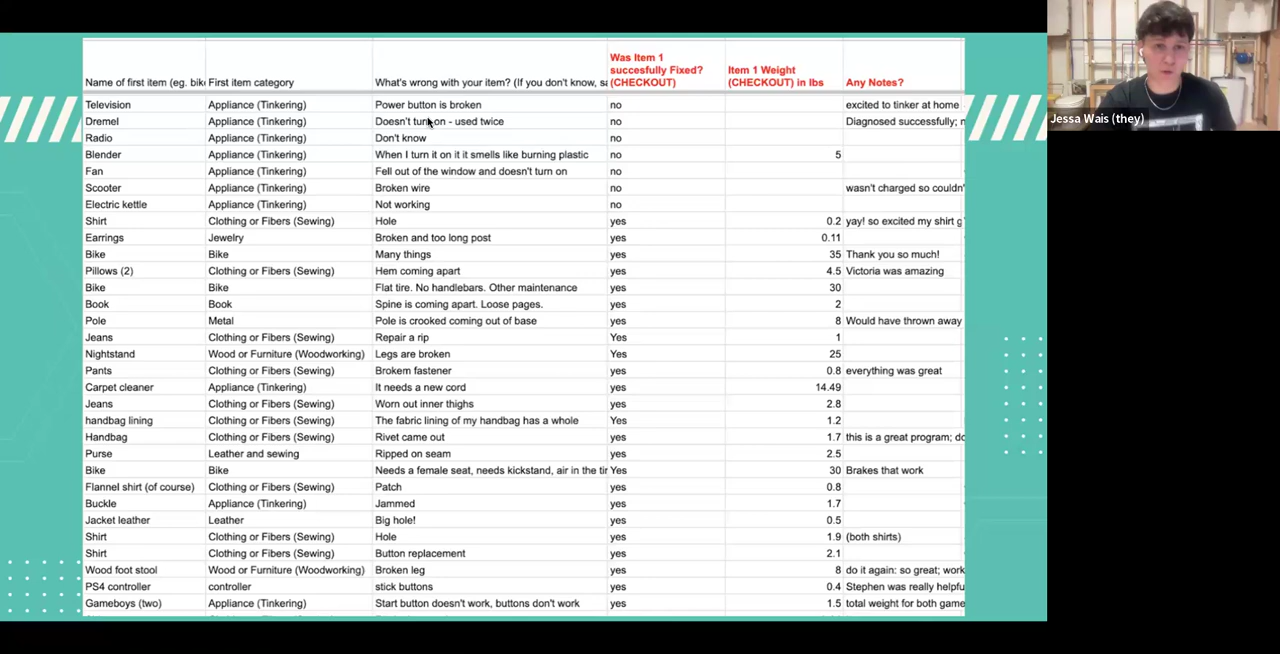 Was Item 1
succesfully Fixed?
Item 1 Weight
Name of first item (eg. bik First item category What's wrong with your item? (If you don't know, sa (CHECKOUT) (CHECKOUT) in lbs Any Notes?
Television Appliance (Tinkering) Power button is broken no excited to tinker at home
Dremel Appliance (Tinkering) Doesn't turn on - used twice no Diagnosed successfully; n
Radio Appliance (Tinkering) Don't know no
Blender Appliance (Tinkering) When I turn it on it it smells like burning plastic no 5
Fan Appliance (Tinkering) Fell out of the window and doesn't turn on no
Scooter Appliance (Tinkering) Broken wire no wasn't charged so couldn'
Electric kettle Appliance (Tinkering) Not working no
Shirt Clothing or Fibers (Sewing) Hole yes 0.2 yay! so excited my shirt g
Earrings Jewelry Broken and too long post yes 0.11
Bike Bike Many things yes 35 Thank you so much!
Pillows (2) Clothing or Fibers (Sewing) Hem coming apart yes 4.5 Victoria was amazing
Bike Bike Flat tire. No handlebars. Other maintenance yes 30
Book Book Spine is coming apart. Loose pages. yes 2
Pole Metal Pole is crooked coming out of base yes 8 Would have thrown away
Jeans Clothing or Fibers (Sewing) Repair a rip Yes 1
Nightstand Wood or Furniture (Woodworking) Legs are broken Yes 25
Pants Clothing or Fibers (Sewing) Brokem fastener yes 0.8 everything was great
Carpet cleaner Appliance (Tinkering) It needs a new cord yes 14.49
Jeans Clothing or Fibers (Sewing) Worn out inner thighs yes 2.8
handbag lining Clothing or Fibers (Sewing) The fabric lining of my handbag has a whole Yes 1.2
Handbag Clothing or Fibers (Sewing) Rivet came out yes 1.7 this is a great program; do
Purse Leather and sewing Ripped on seam yes 2.5
Bike Bike Needs a female seat, needs kickstand, air in the tir Yes 30 Brakes that work
Flannel shirt (of course) Clothing or Fibers (Sewing) Patch yes 0.8
Buckle Appliance (Tinkering) Jammed yes 1.7
Jacket leather Leather Big hole! yes 0.5
Shirt Clothing or Fibers (Sewing) Hole yes 1.9 (both shirts)
Shirt Clothing or Fibers (Sewing) Button replacement yes 2.1
Wood foot stool Wood or Furniture (Woodworking) Broken leg yes 8 do it again: so great; work
PS4 controller controller stick buttons yes 0.4 Stephen was really helpfu
Gameboys (two) Appliance (Tinkering) Start button doesn't work, buttons don't work yes 1.5 total weight for both game
Jessa Wais (they)